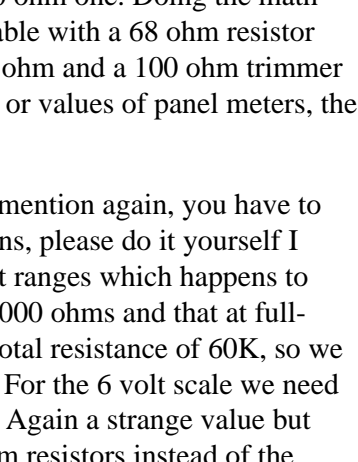 ohm one. Doing the math
able with a 68 ohm resistor
ohm and a 100 ohm trimmer
or values of panel meters, the
mention again, you have to
ns, please do it yourself I
t ranges which happens to
000 ohms and that at full-
otal resistance of 60K, so we
For the 6 volt scale we need
Again a strange value but
m resistors instead of the